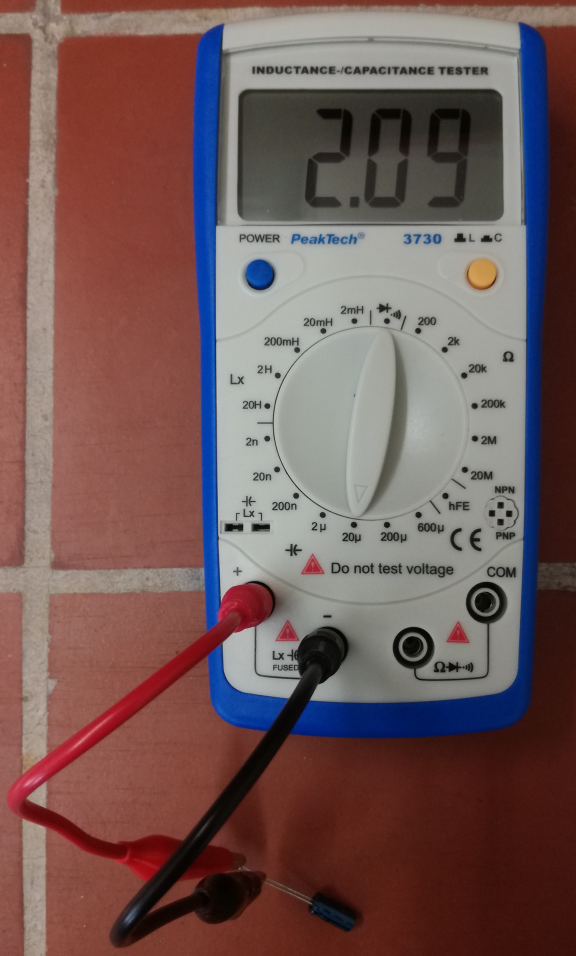 INDUCTANCE-/CAPACITANCE TESTER
2.09
POWER PeakTech® 3730 L C
2mH 200
20mH 2k
200mH Ω
2H 20k
Lx
20H 200k
2n 2M
20n 20M
200n hFE NPN
Lx
2µ 20µ 200µ 600µ CE PNP
+ Do not test voltage COM
−
Lx
FUSED Ω